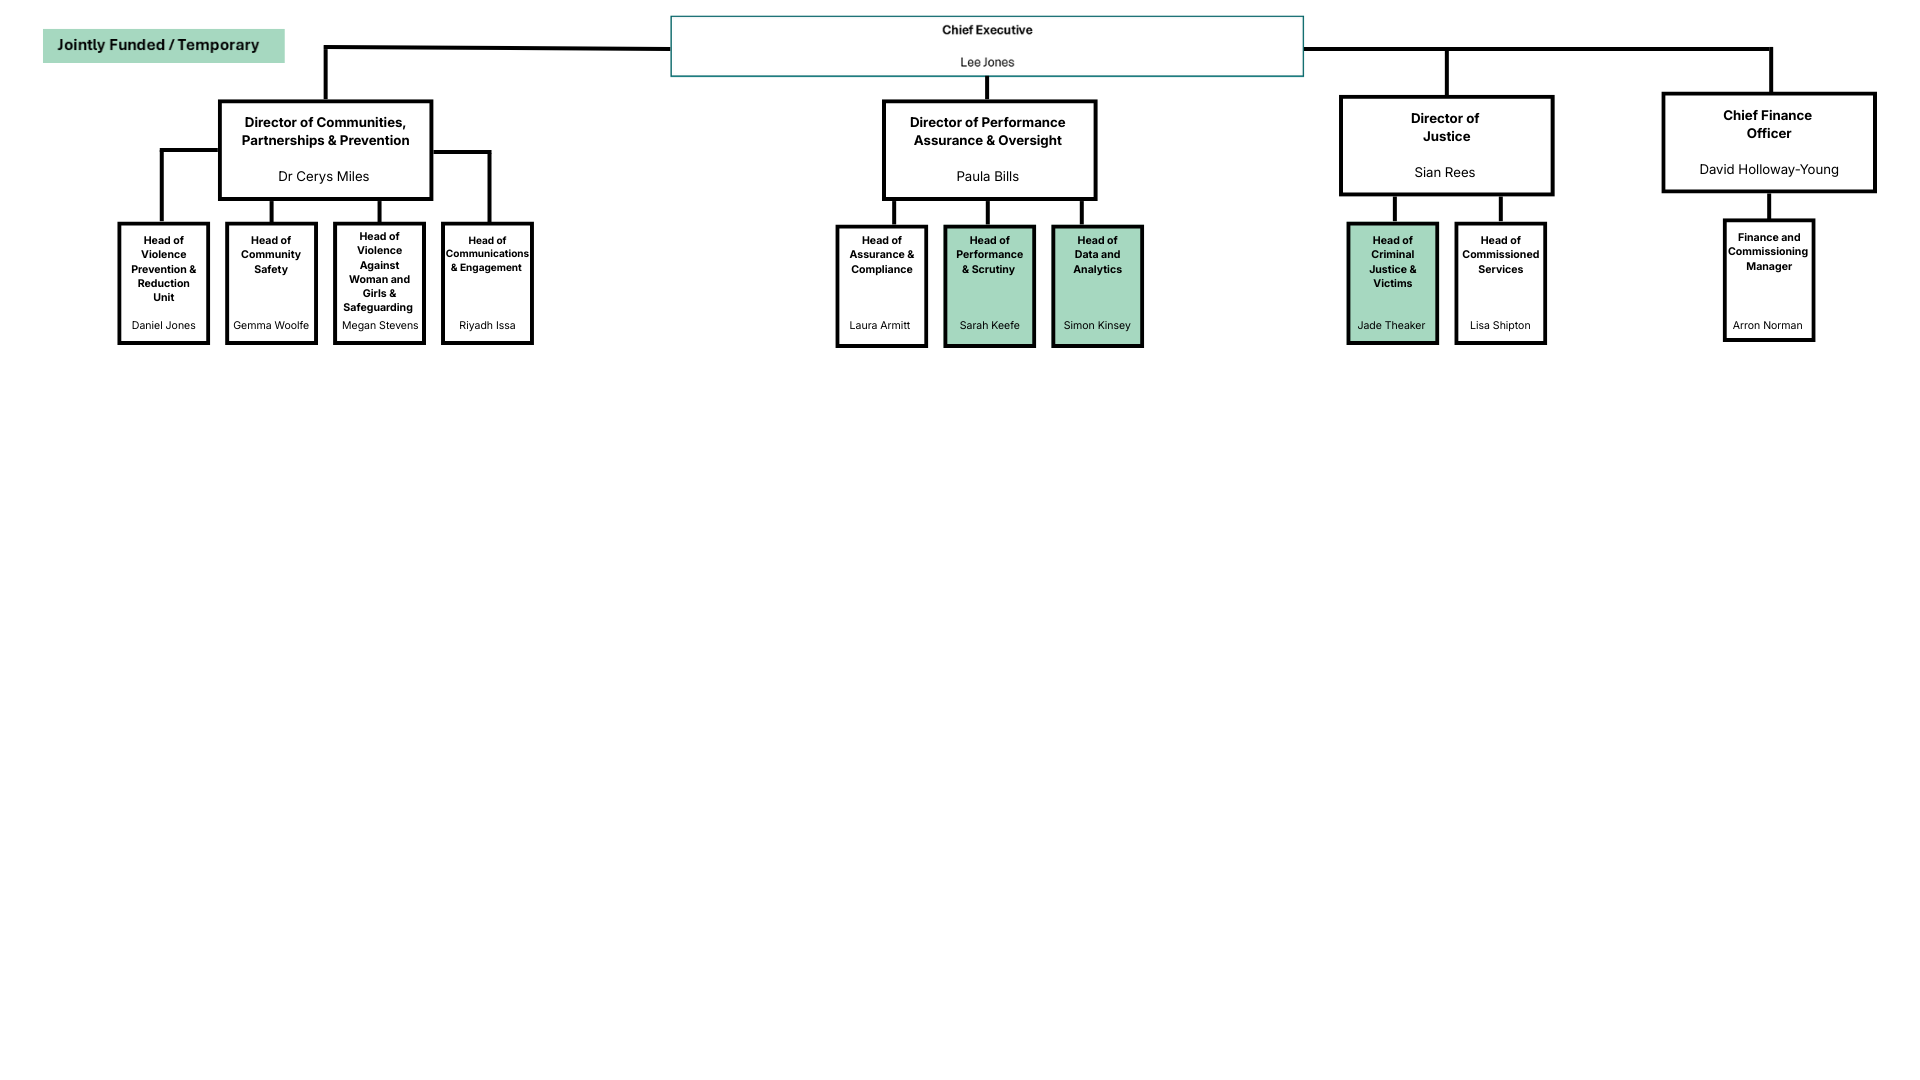 Jointly Funded / Temporary
Chief Executive
Lee Jones
Director of Communities,
Partnerships & Prevention
Dr Cerys Miles
Director of Performance
Assurance & Oversight
Paula Bills
Director of
Justice
Sian Rees
Chief Finance
Officer
David Holloway-Young
Head of
Violence
Prevention &
Reduction
Unit
Daniel Jones
Head of
Community
Safety
Gemma Woolfe
Head of
Violence
Against
Woman and
Girls &
Safeguarding
Megan Stevens
Head of
Communications
& Engagement
Riyadh Issa
Head of
Assurance &
Compliance
Laura Armitt
Head of
Performance
& Scrutiny
Sarah Keefe
Head of
Data and
Analytics
Simon Kinsey
Head of
Criminal
Justice &
Victims
Jade Theaker
Head of
Commissioned
Services
Lisa Shipton
Finance and
Commissioning
Manager
Arron Norman